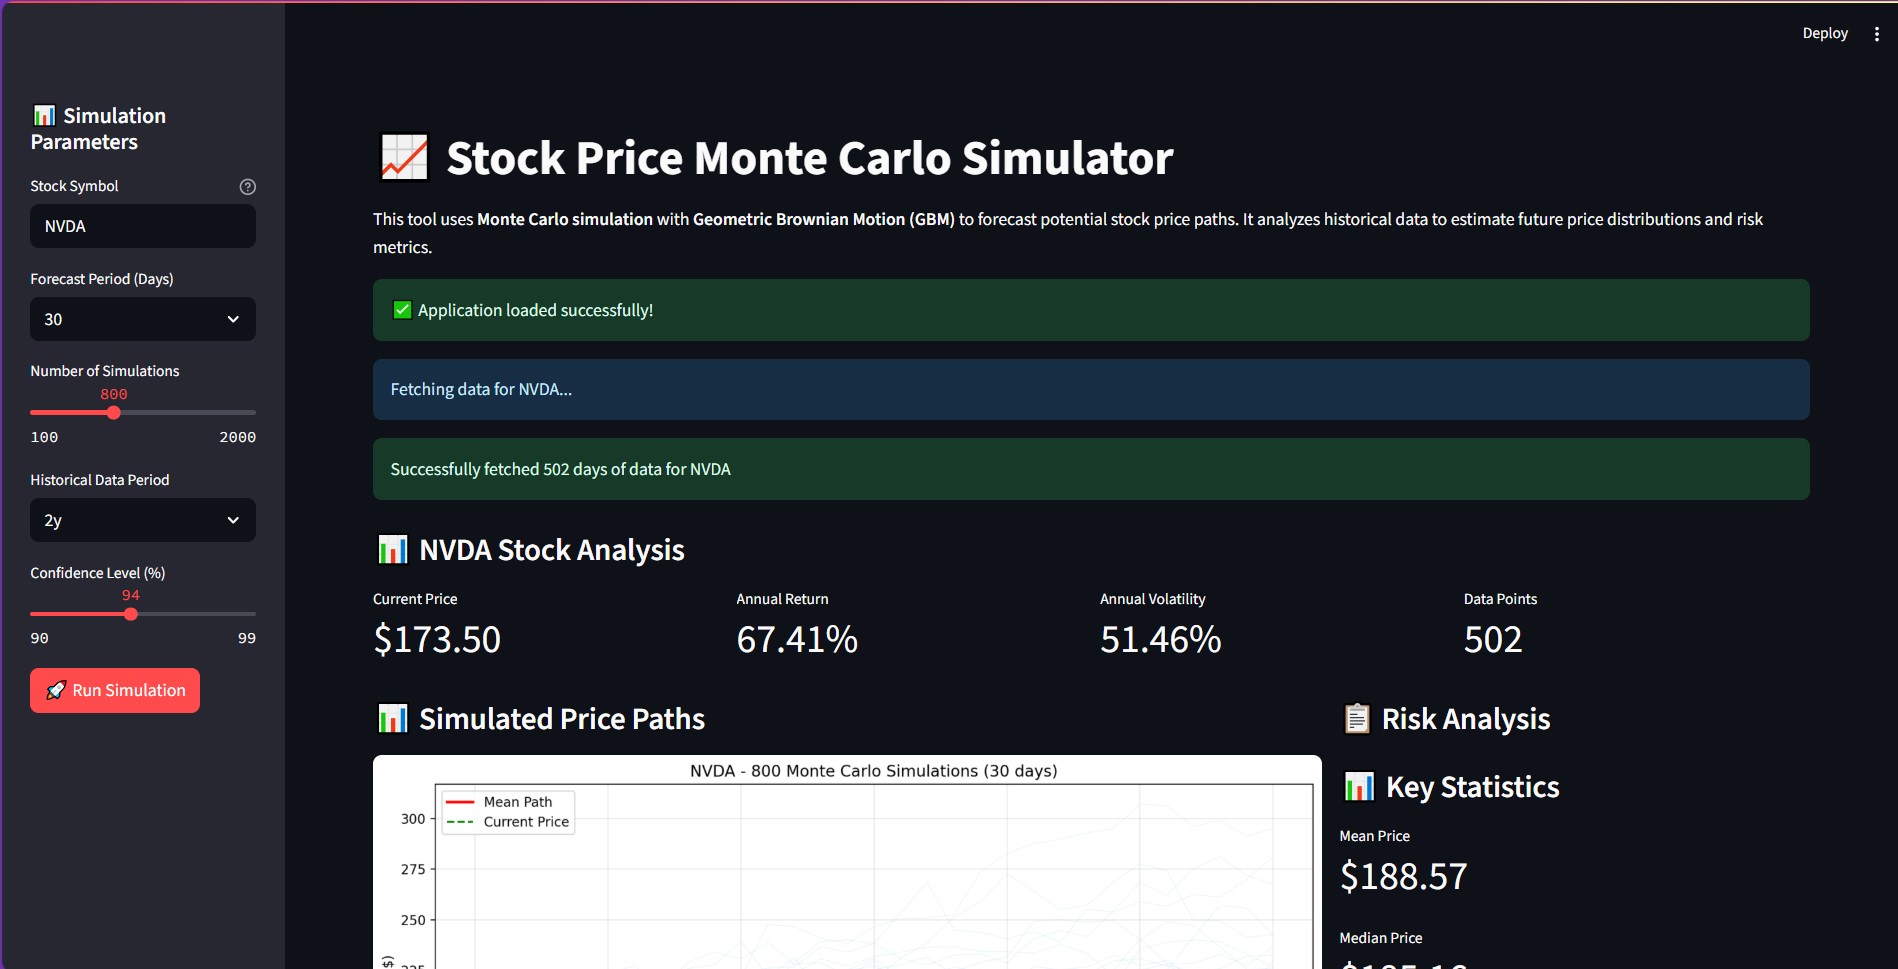 Deploy
Simulation
Parameters
Stock Symbol
NVDA
Forecast Period (Days)
30
Number of Simulations
800
100 2000
Historical Data Period
2y
Confidence Level (%)
94
90 99
Run Simulation
Stock Price Monte Carlo Simulator
This tool uses Monte Carlo simulation with Geometric Brownian Motion (GBM) to forecast potential stock price paths. It analyzes historical data to estimate future price distributions and risk
metrics.
Application loaded successfully!
Fetching data for NVDA...
Successfully fetched 502 days of data for NVDA
NVDA Stock Analysis
Current Price
$173.50
Annual Return
67.41%
Annual Volatility
51.46%
Data Points
502
Simulated Price Paths
NVDA - 800 Monte Carlo Simulations (30 days)
Mean Path
Current Price
300
275
250
Risk Analysis
Key Statistics
Mean Price
$188.57
Median Price